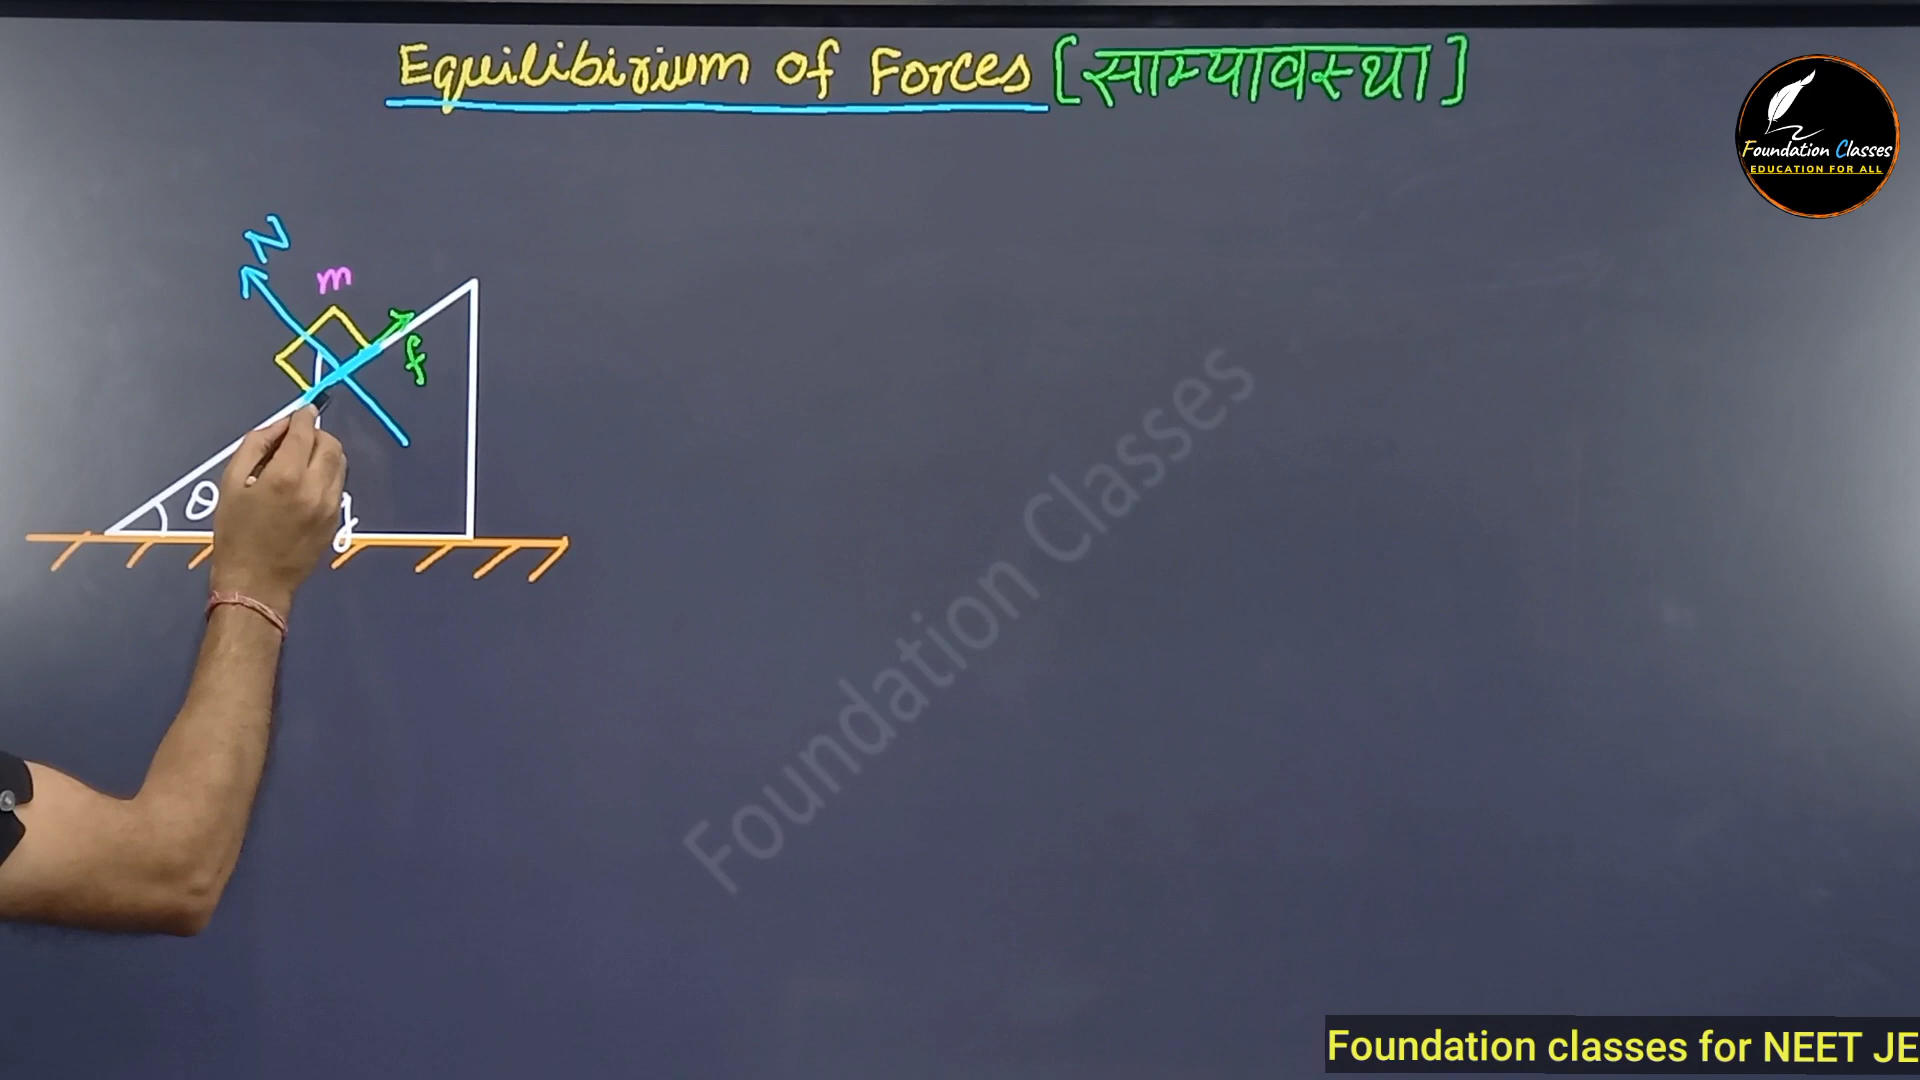 Equilibirium of Forces [साम्यावस्था]
Foundation Classes
EDUCATION FOR ALL
N
m
f
θ
g
Foundation Classes
Foundation classes for NEET JE